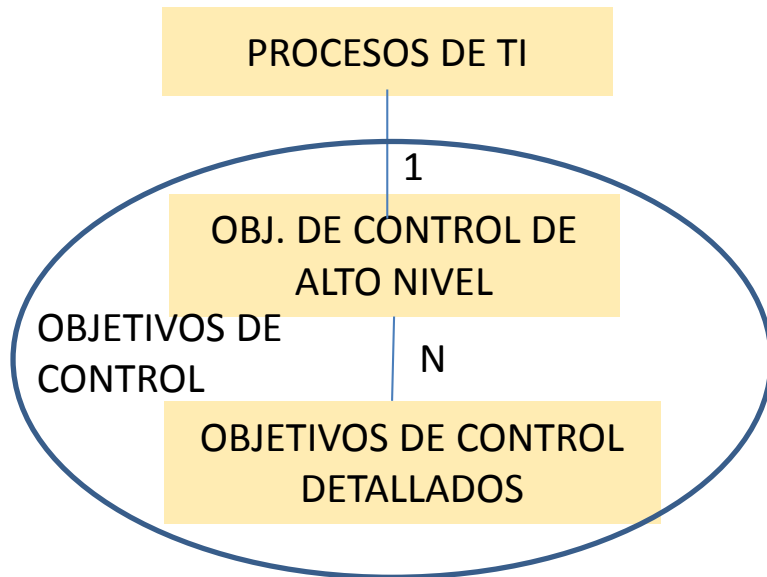 PROCESOS DE TI
1
OBJ. DE CONTROL DE
ALTO NIVEL
OBJETIVOS DE
CONTROL
N
OBJETIVOS DE CONTROL
DETALLADOS